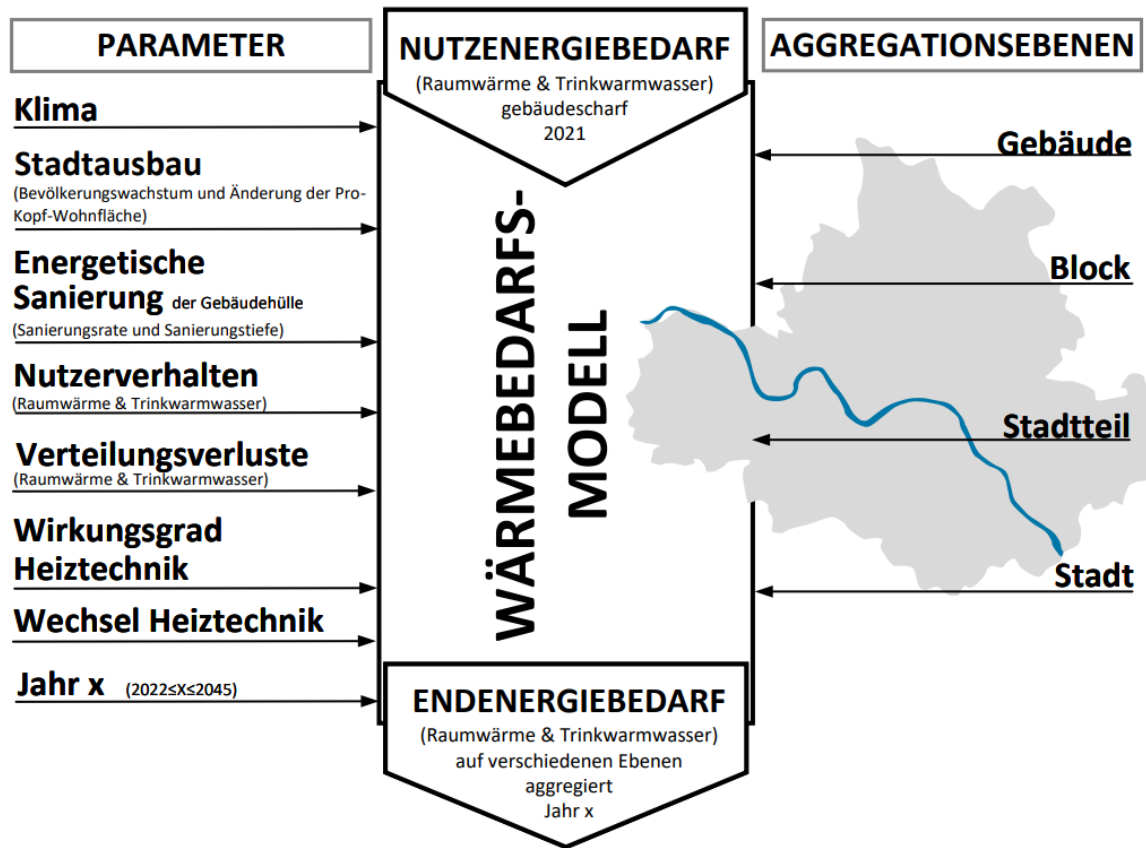 PARAMETER
Klima
Stadtausbau
(Bevölkerungswachstum und Änderung der Pro-
Kopf-Wohnfläche)
Energetische
Sanierung der Gebäudehülle
(Sanierungsrate und Sanierungstiefe)
Nutzerverhalten
(Raumwärme & Trinkwarmwasser)
Verteilungsverluste
(Raumwärme & Trinkwarmwasser)
Wirkungsgrad
Heiztechnik
Wechsel Heiztechnik
Jahr x (2022≤X≤2045)
NUTZENERGIEBEDARF
(Raumwärme & Trinkwarmwasser)
gebäudescharf
2021
WÄRMEBEDARFS-
MODELL
ENDENERGIEBEDARF
(Raumwärme & Trinkwarmwasser)
auf verschiedenen Ebenen
aggregiert
Jahr x
AGGREGATIONSEBENEN
Gebäude
Block
Stadtteil
Stadt